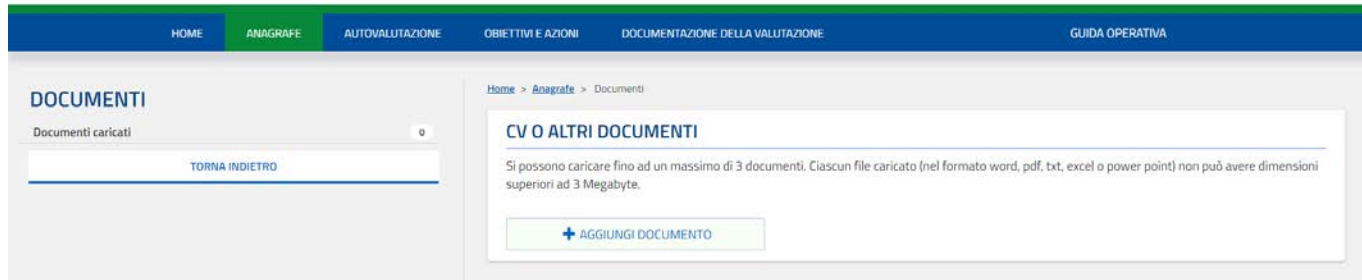 HOME ANAGRAFE AUTOVALUTAZIONE OBIETTIVI E AZIONI DOCUMENTAZIONE DELLA VALUTAZIONE GUIDA OPERATIVA
DOCUMENTI
Documenti caricati 0
TORNA INDIETRO
Home > Anagrafe > Documenti
CV O ALTRI DOCUMENTI
Si possono caricare fino ad un massimo di 3 documenti. Ciascun file caricato (nel formato word, pdf, txt, excel o power point) non può avere dimensioni
superiori ad 3 Megabyte.
+ AGGIUNGI DOCUMENTO